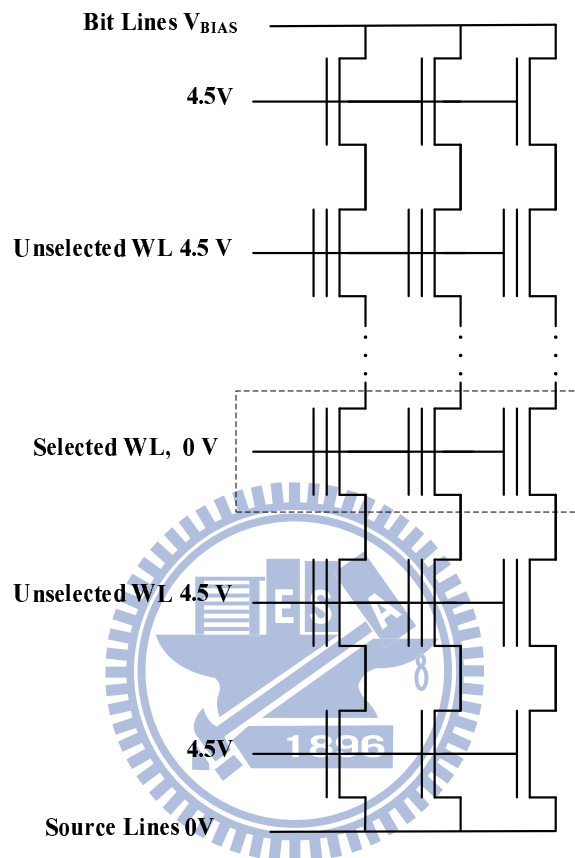 Bit Lines V_BIAS
4.5V
Unselected WL 4.5 V
Selected WL, 0 V
Unselected WL 4.5 V
E S A
4.5V
1896
Source Lines 0V